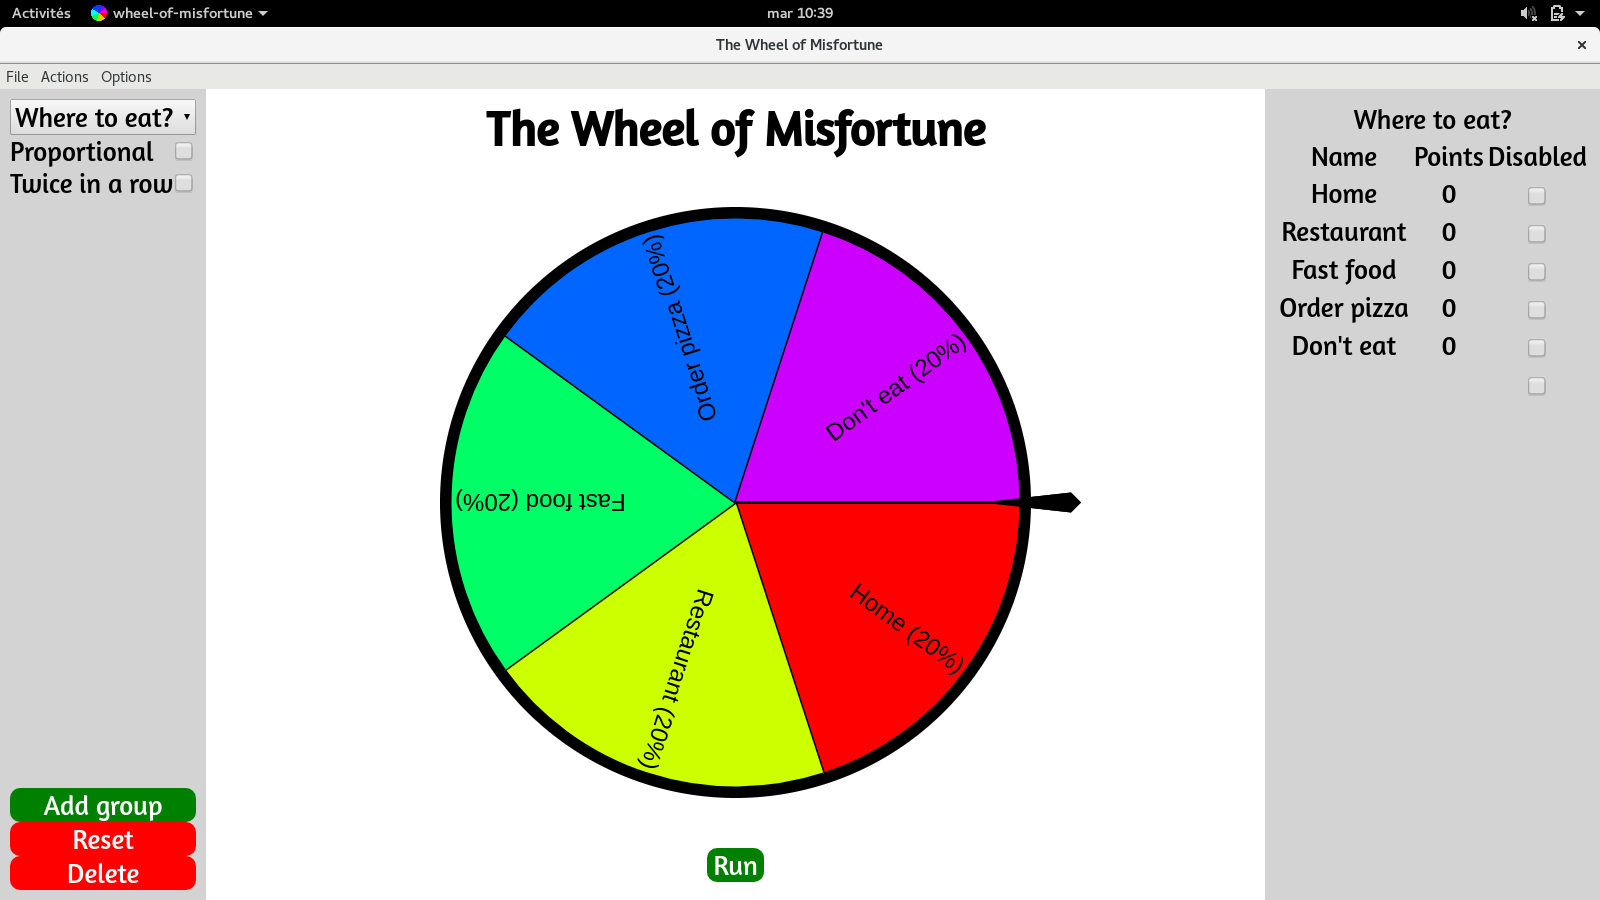 Activités wheel-of-misfortune mar 10:39
The Wheel of Misfortune
File Actions Options
Where to eat?
Proportional
Twice in a row
Add group
Reset
Delete
The Wheel of Misfortune
Order pizza (20%)
Don't eat (20%)
Fast food (20%)
Restaurant (20%)
Home (20%)
Run
Where to eat?
Name Points Disabled
Home 0
Restaurant 0
Fast food 0
Order pizza 0
Don't eat 0